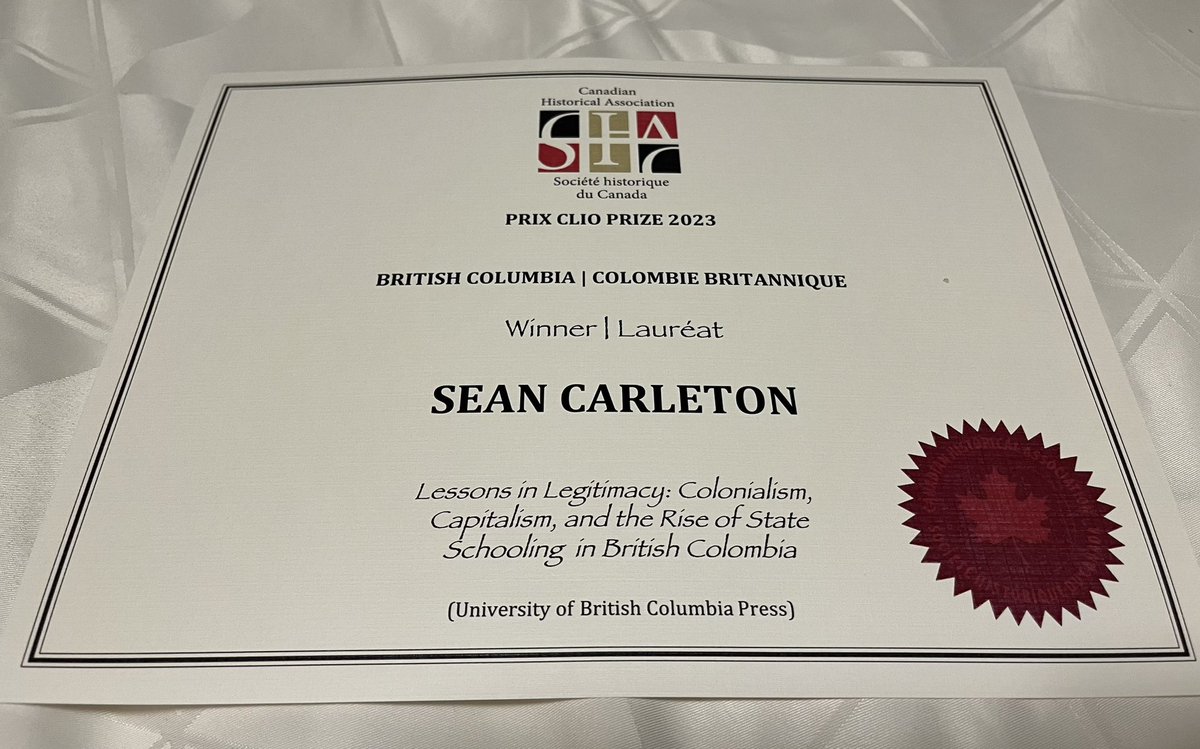 Canadian
Historical Association
SHA
C
Société historique
du Canada
PRIX CLIO PRIZE 2023
BRITISH COLUMBIA | COLOMBIE BRITANNIQUE
Winner | Lauréat
SEAN CARLETON
Lessons in Legitimacy: Colonialism,
Capitalism, and the Rise of State
Schooling in British Colombia
(University of British Columbia Press)